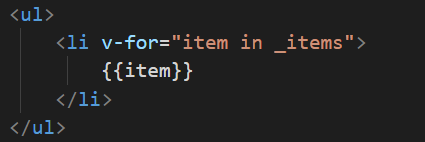 <ul>
<li v-for="item in _items">
{{item}}
</li>
</ul>